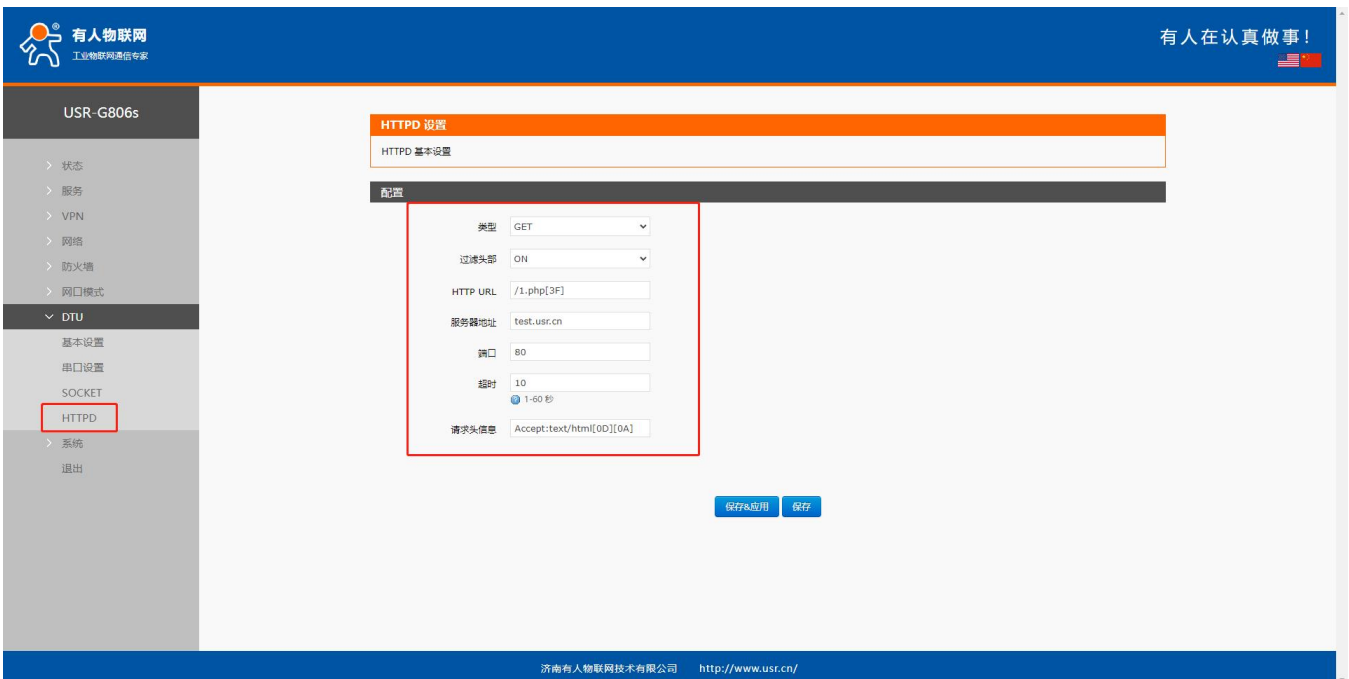 有人物联网
工业物联网通信专家
有人在认真做事！
USR-G806s
状态
服务
VPN
网络
防火墙
网口模式
DTU
基本设置
串口设置
SOCKET
HTTPD
系统
退出
HTTPD 设置
HTTPD 基本设置
配置
类型 GET
过滤头部 ON
HTTP URL /1.php[3F]
服务器地址 test.usr.cn
端口 80
超时 10
1-60 秒
请求头信息 Accept:text/html[0D][0A]
保存&应用 保存
济南有人物联网技术有限公司 http://www.usr.cn/